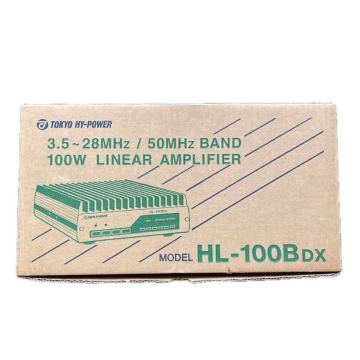 TOKYO HY-POWER
3.5~28MHz / 50MHz BAND
100W LINEAR AMPLIFIER
MODEL HL-100BDX